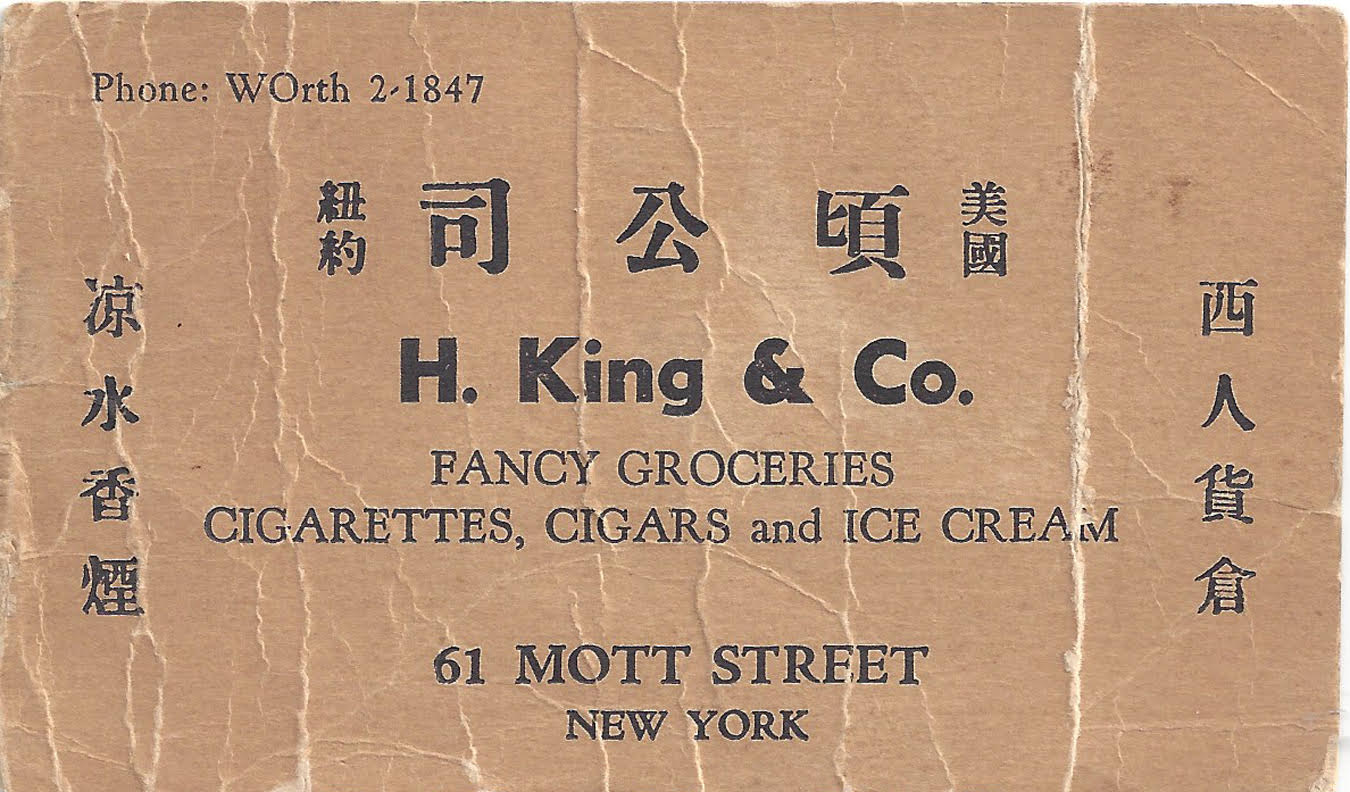 Phone: WOrth 2-1847
美國
頃公司
紐約
西人貨倉
凉水香煙
H. King & Co.
FANCY GROCERIES
CIGARETTES, CIGARS and ICE CREAM
61 MOTT STREET
NEW YORK